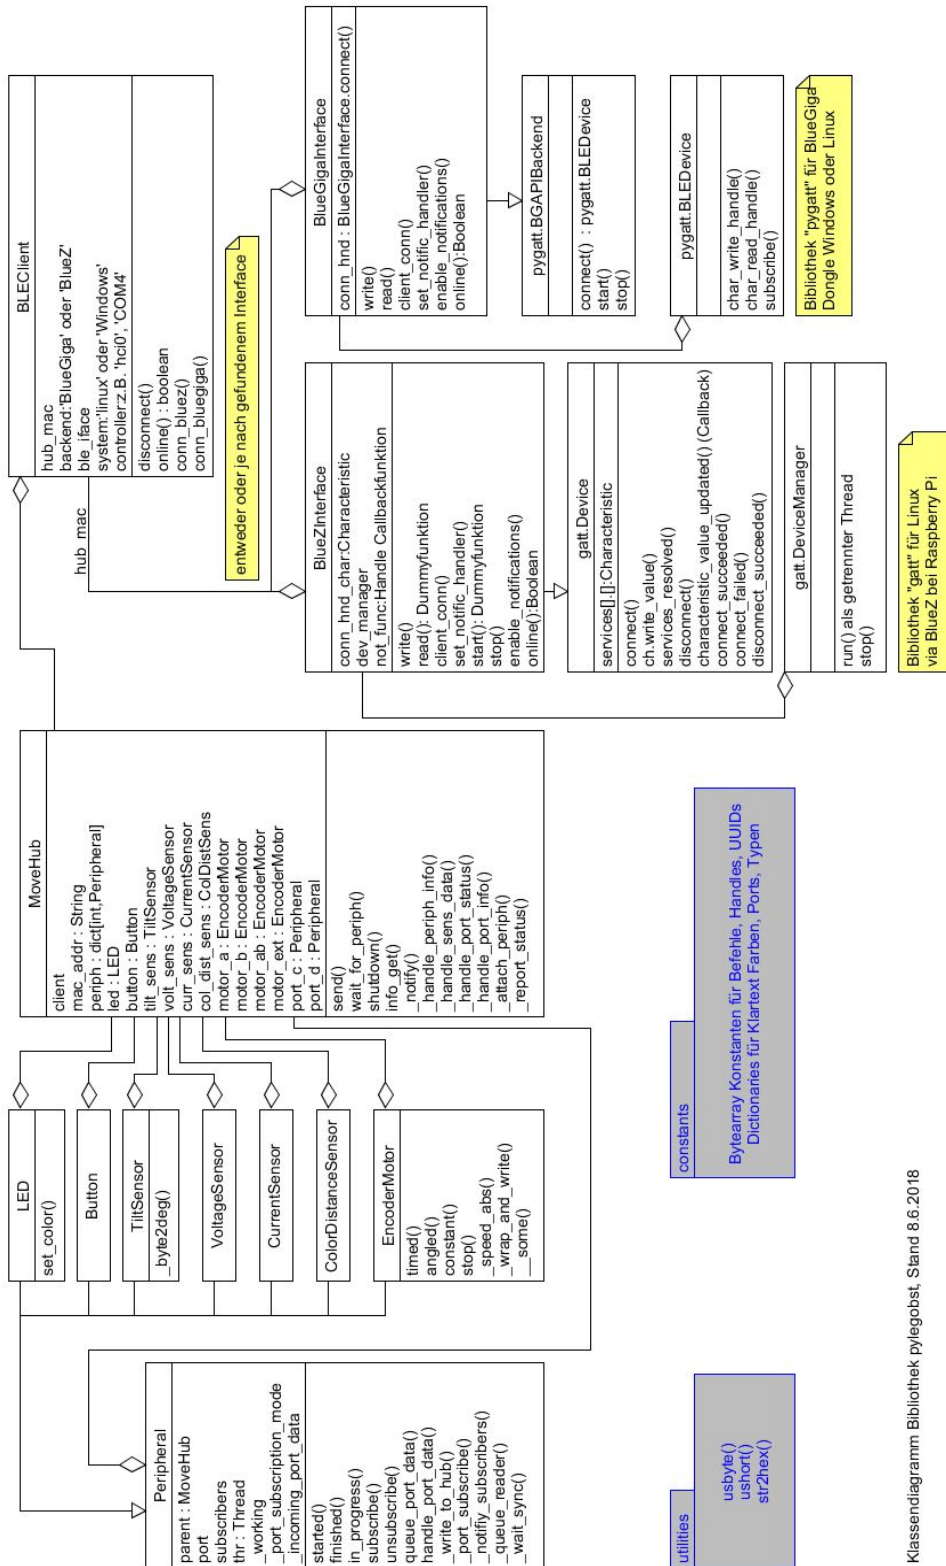 Peripheral
parent : MoveHub
port
subscribers
thr : Thread
_working
_port_subscription_mode
_incoming_port_data
started()
finished()
in_progress()
subscribe()
unsubscribe()
queue_port_data()
handle_port_data()
_write_to_hub()
_port_subscribe()
_notifiy_subscribers()
_queue_reader()
_wait_sync()
LED
set_color()
Button
TiltSensor
_byte2deg()
VoltageSensor
CurrentSensor
ColorDistanceSensor
EncoderMotor
timed()
angled()
constant()
stop()
_speed_abs()
_wrap_and_write()
__some()
MoveHub
client
mac_addr : String
periph : dict[int,Peripheral]
led : LED
button : Button
tilt_sens : TiltSensor
volt_sens : VoltageSensor
curr_sens : CurrentSensor
col_dist_sens : ColDistSens
motor_a : EncoderMotor
motor_b : EncoderMotor
motor_ab : EncoderMotor
motor_ext : EncoderMotor
port_c : Peripheral
port_d : Peripheral
send()
wait_for_periph()
shutdown()
info_get()
_notify()
_handle_periph_info()
_handle_sens_data()
_handle_port_status()
_handle_port_info()
_attach_periph()
_report_status()
BLEClient
hub_mac
backend:'BlueGiga' oder 'BlueZ'
ble_iface
system:'linux' oder 'Windows'
controller:z.B. 'hci0', 'COM4'
disconnect()
online() : boolean
conn_bluez()
conn_bluegiga()
hub_mac
entweder oder je nach gefundenem Interface
BlueZInterface
conn_hnd_char:Characteristic
dev_manager
not_func:Handle Callbackfunktion
write()
read(): Dummyfunktion
client_conn()
set_notific_handler()
start(): Dummyfunktion
stop()
enable_notifications()
online():Boolean
gatt.Device
services[].[]:Characteristic
connect()
ch.write_value()
services_resolved()
disconnect()
characteristic_value_updated() (Callback)
connect_succeeded()
connect_failed()
disconnect_succeeded()
gatt.DeviceManager
run() als getrennter Thread
stop()
Bibliothek "gatt" für Linux
via BlueZ bei Raspberry Pi
BlueGigaInterface
conn_hnd : BlueGigaInterface.connect()
write()
read()
client_conn()
set_notific_handler()
enable_notifications()
online():Boolean
pygatt.BGAPIBackend
connect() : pygatt.BLEDevice
start()
stop()
pygatt.BLEDevice
char_write_handle()
char_read_handle()
subscribe()
Bibliothek "pygatt" für BlueGiga
Dongle Windows oder Linux
utilities
usbyte()
ushort()
str2hex()
constants
Bytearray Konstanten für Befehle, Handles, UUIDs
Dictionaries für Klartext Farben, Ports, Typen
Klassendiagramm Bibliothek pylegobst, Stand 8.6.2018